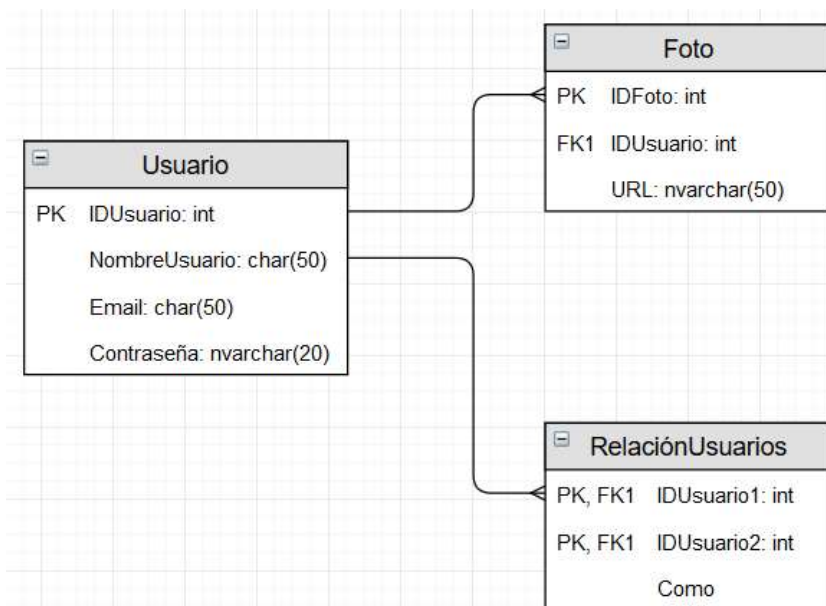 Foto
PK IDFoto: int
FK1 IDUsuario: int
URL: nvarchar(50)
Usuario
PK IDUsuario: int
NombreUsuario: char(50)
Email: char(50)
Contraseña: nvarchar(20)
RelaciónUsuarios
PK, FK1 IDUsuario1: int
PK, FK1 IDUsuario2: int
Como